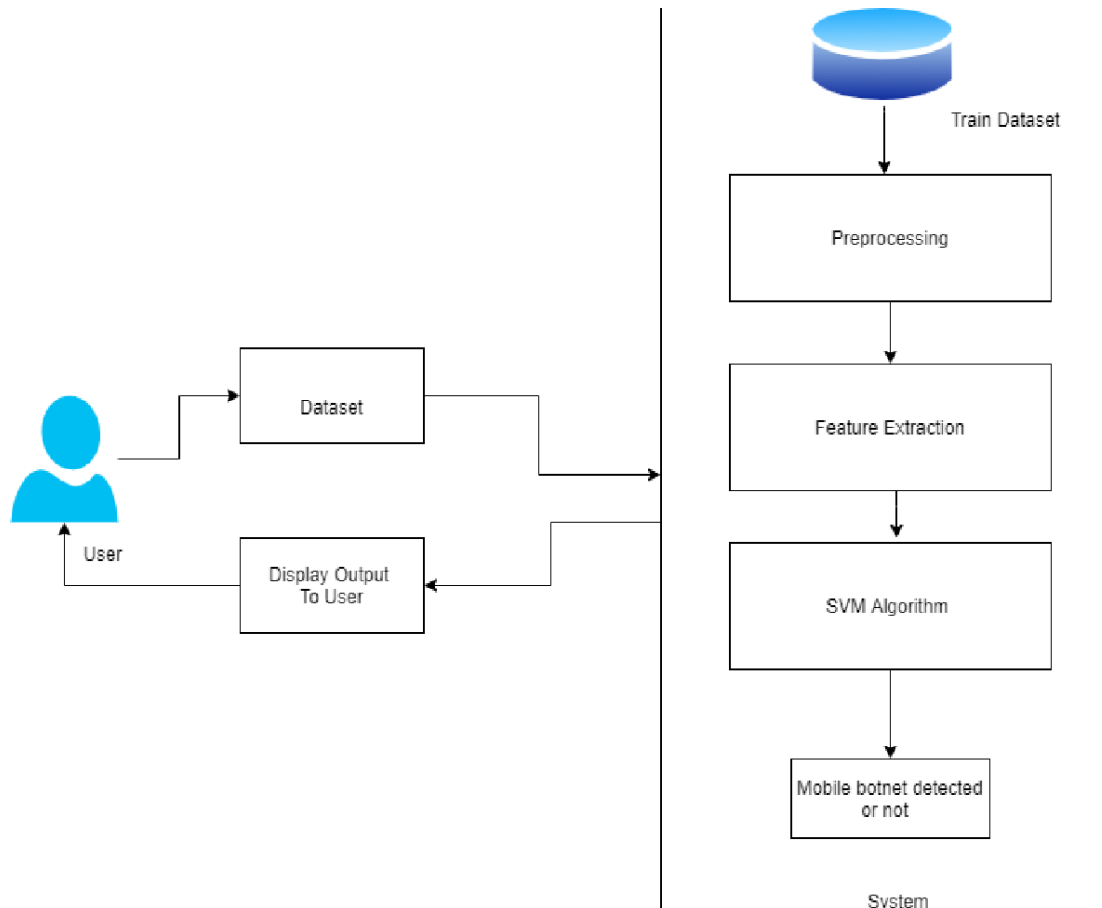 Train Dataset
Preprocessing
Feature Extraction
SVM Algorithm
Mobile botnet detected
or not
System
Dataset
User
Display Output
To User